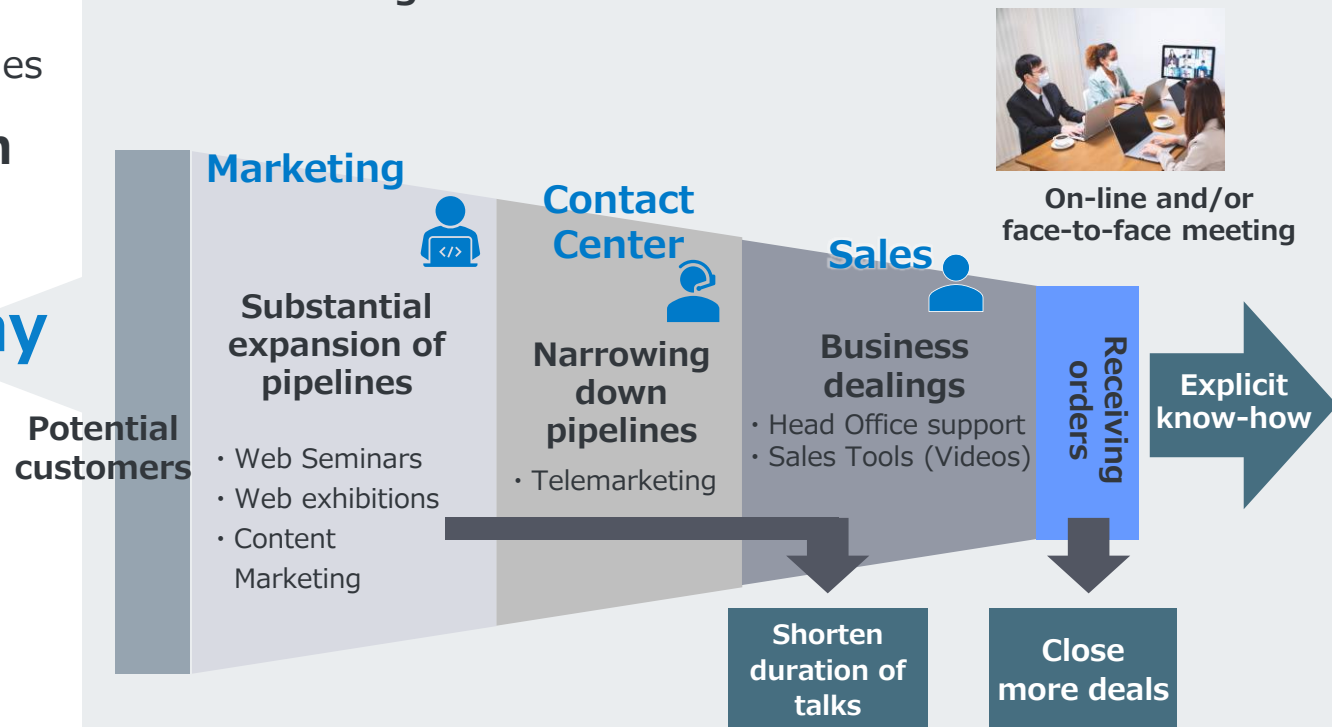 g
es
n
ny
Potential
customers
Marketing
Substantial
expansion of
pipelines
・Web Seminars
・Web exhibitions
・Content
Marketing
</>
Contact
Center
Narrowing
down
pipelines
・Telemarketing
Sales
Business
dealings
・Head Office support
・Sales Tools (Videos)
On-line and/or
face-to-face meeting
Receiving
orders
Explicit
know-how
Shorten
duration of
talks
Close
more deals